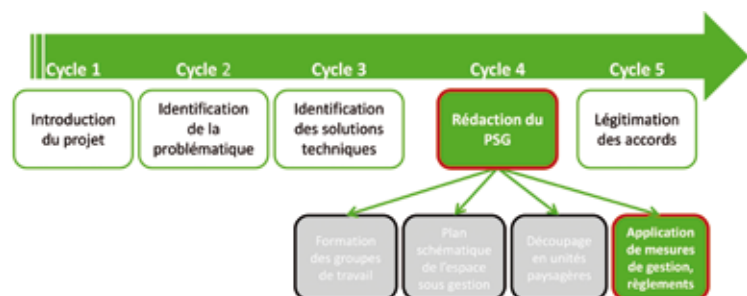 Cycle 1 Cycle 2 Cycle 3 Cycle 4 Cycle 5
Introduction
du projet
Identification
de la
problématique
Identification
des solutions
techniques
Rédaction du
PSG
Légitimation
des accords
Formation
des groupes
de travail
Plan
schématique
de l'espace
sous gestion
Découpage
en unités
paysagères
Application
de mesures
de gestion,
règlements